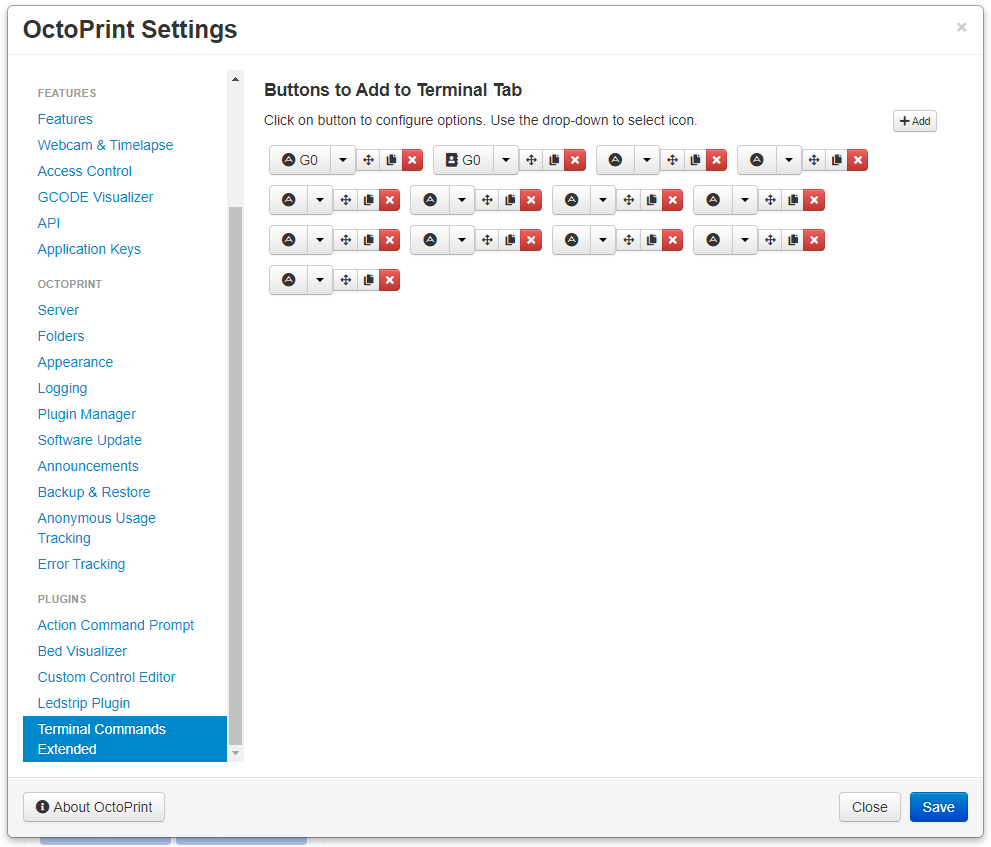 OctoPrint Settings
FEATURES
Features
Webcam & Timelapse
Access Control
GCODE Visualizer
API
Application Keys
OCTOPRINT
Server
Folders
Appearance
Logging
Plugin Manager
Software Update
Announcements
Backup & Restore
Anonymous Usage
Tracking
Error Tracking
PLUGINS
Action Command Prompt
Bed Visualizer
Custom Control Editor
Ledstrip Plugin
Terminal Commands
Extended
Buttons to Add to Terminal Tab
Click on button to configure options. Use the drop-down to select icon.
Add
G0 G0
About OctoPrint
Close
Save